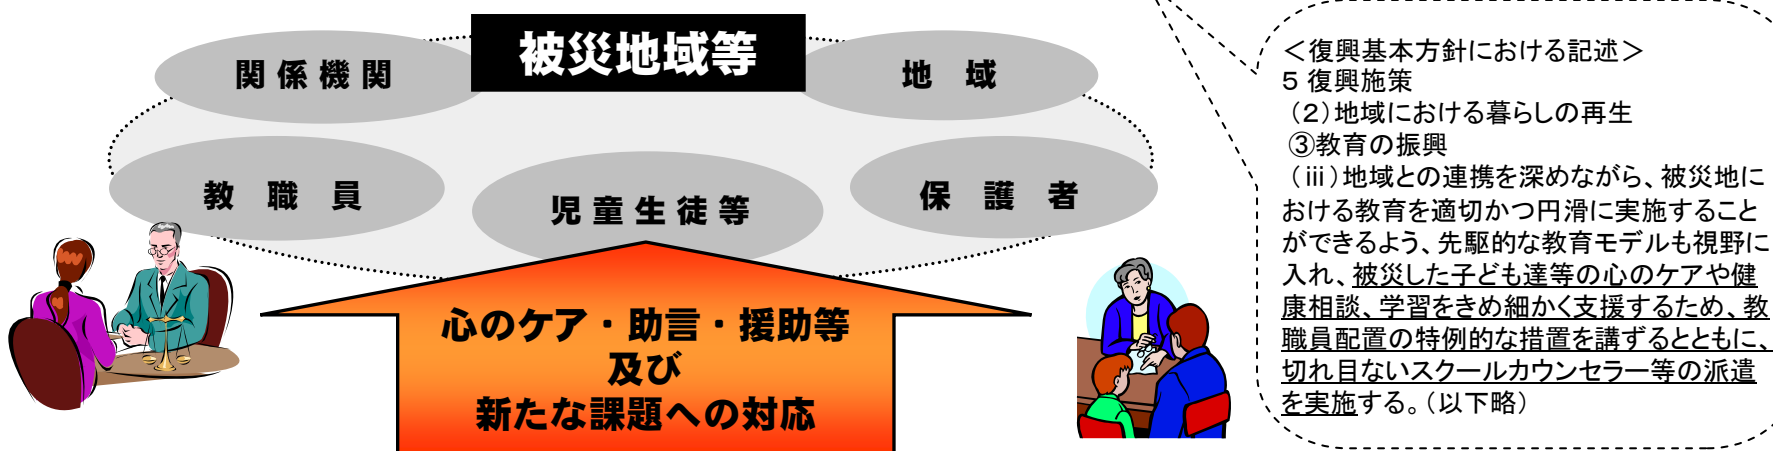 被災地域等
関係機関
地　域
教　職　員
児童生徒等
保　護　者
心のケア・助言・援助等
及び
新たな課題への対応
＜復興基本方針における記述＞
５ 復興施策
（２）地域における暮らしの再生
③教育の振興
（ⅲ）地域との連携を深めながら、被災地に
おける教育を適切かつ円滑に実施すること
ができるよう、先駆的な教育モデルも視野に
入れ、被災した子ども達等の心のケアや健
康相談、学習をきめ細かく支援するため、教
職員配置の特例的な措置を講ずるとともに、
切れ目ないスクールカウンセラー等の派遣
を実施する。（以下略）